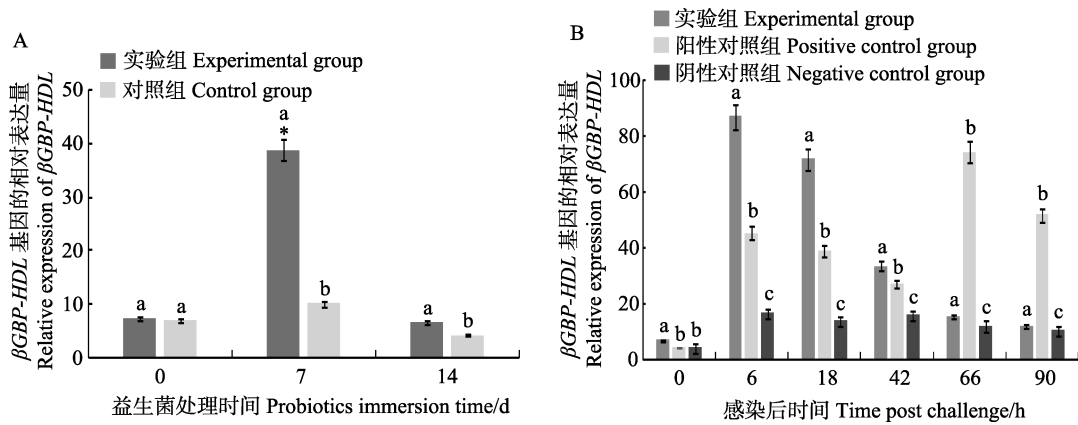 A
实验组 Experimental group
对照组 Control group
βGBP-HDL 基因的相对表达量
Relative expression of βGBP-HDL
50
40
30
20
10
0
a
a
a
*
b
a
b
0
7
14
益生菌处理时间 Probiotics immersion time/d
B
实验组 Experimental group
阳性对照组 Positive control group
阴性对照组 Negative control group
βGBP-HDL 基因的相对表达量
Relative expression of βGBP-HDL
100
80
60
40
20
0
a
b
b
a
b
c
a
b
c
a
b
c
a
b
c
a
b
c
0
6
18
42
66
90
感染后时间 Time post challenge/h